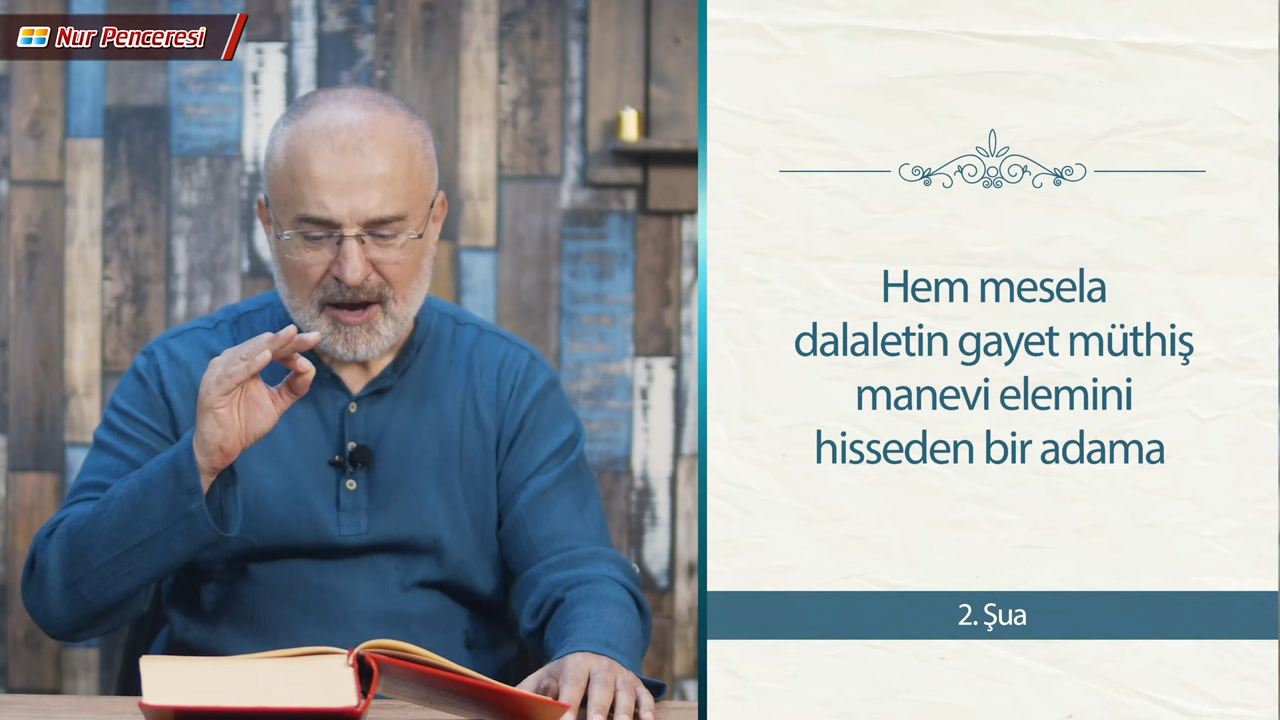 Nur Penceresi
Hem mesela
dalaletin gayet müthiş
manevi elemini
hisseden bir adama
2. Şua